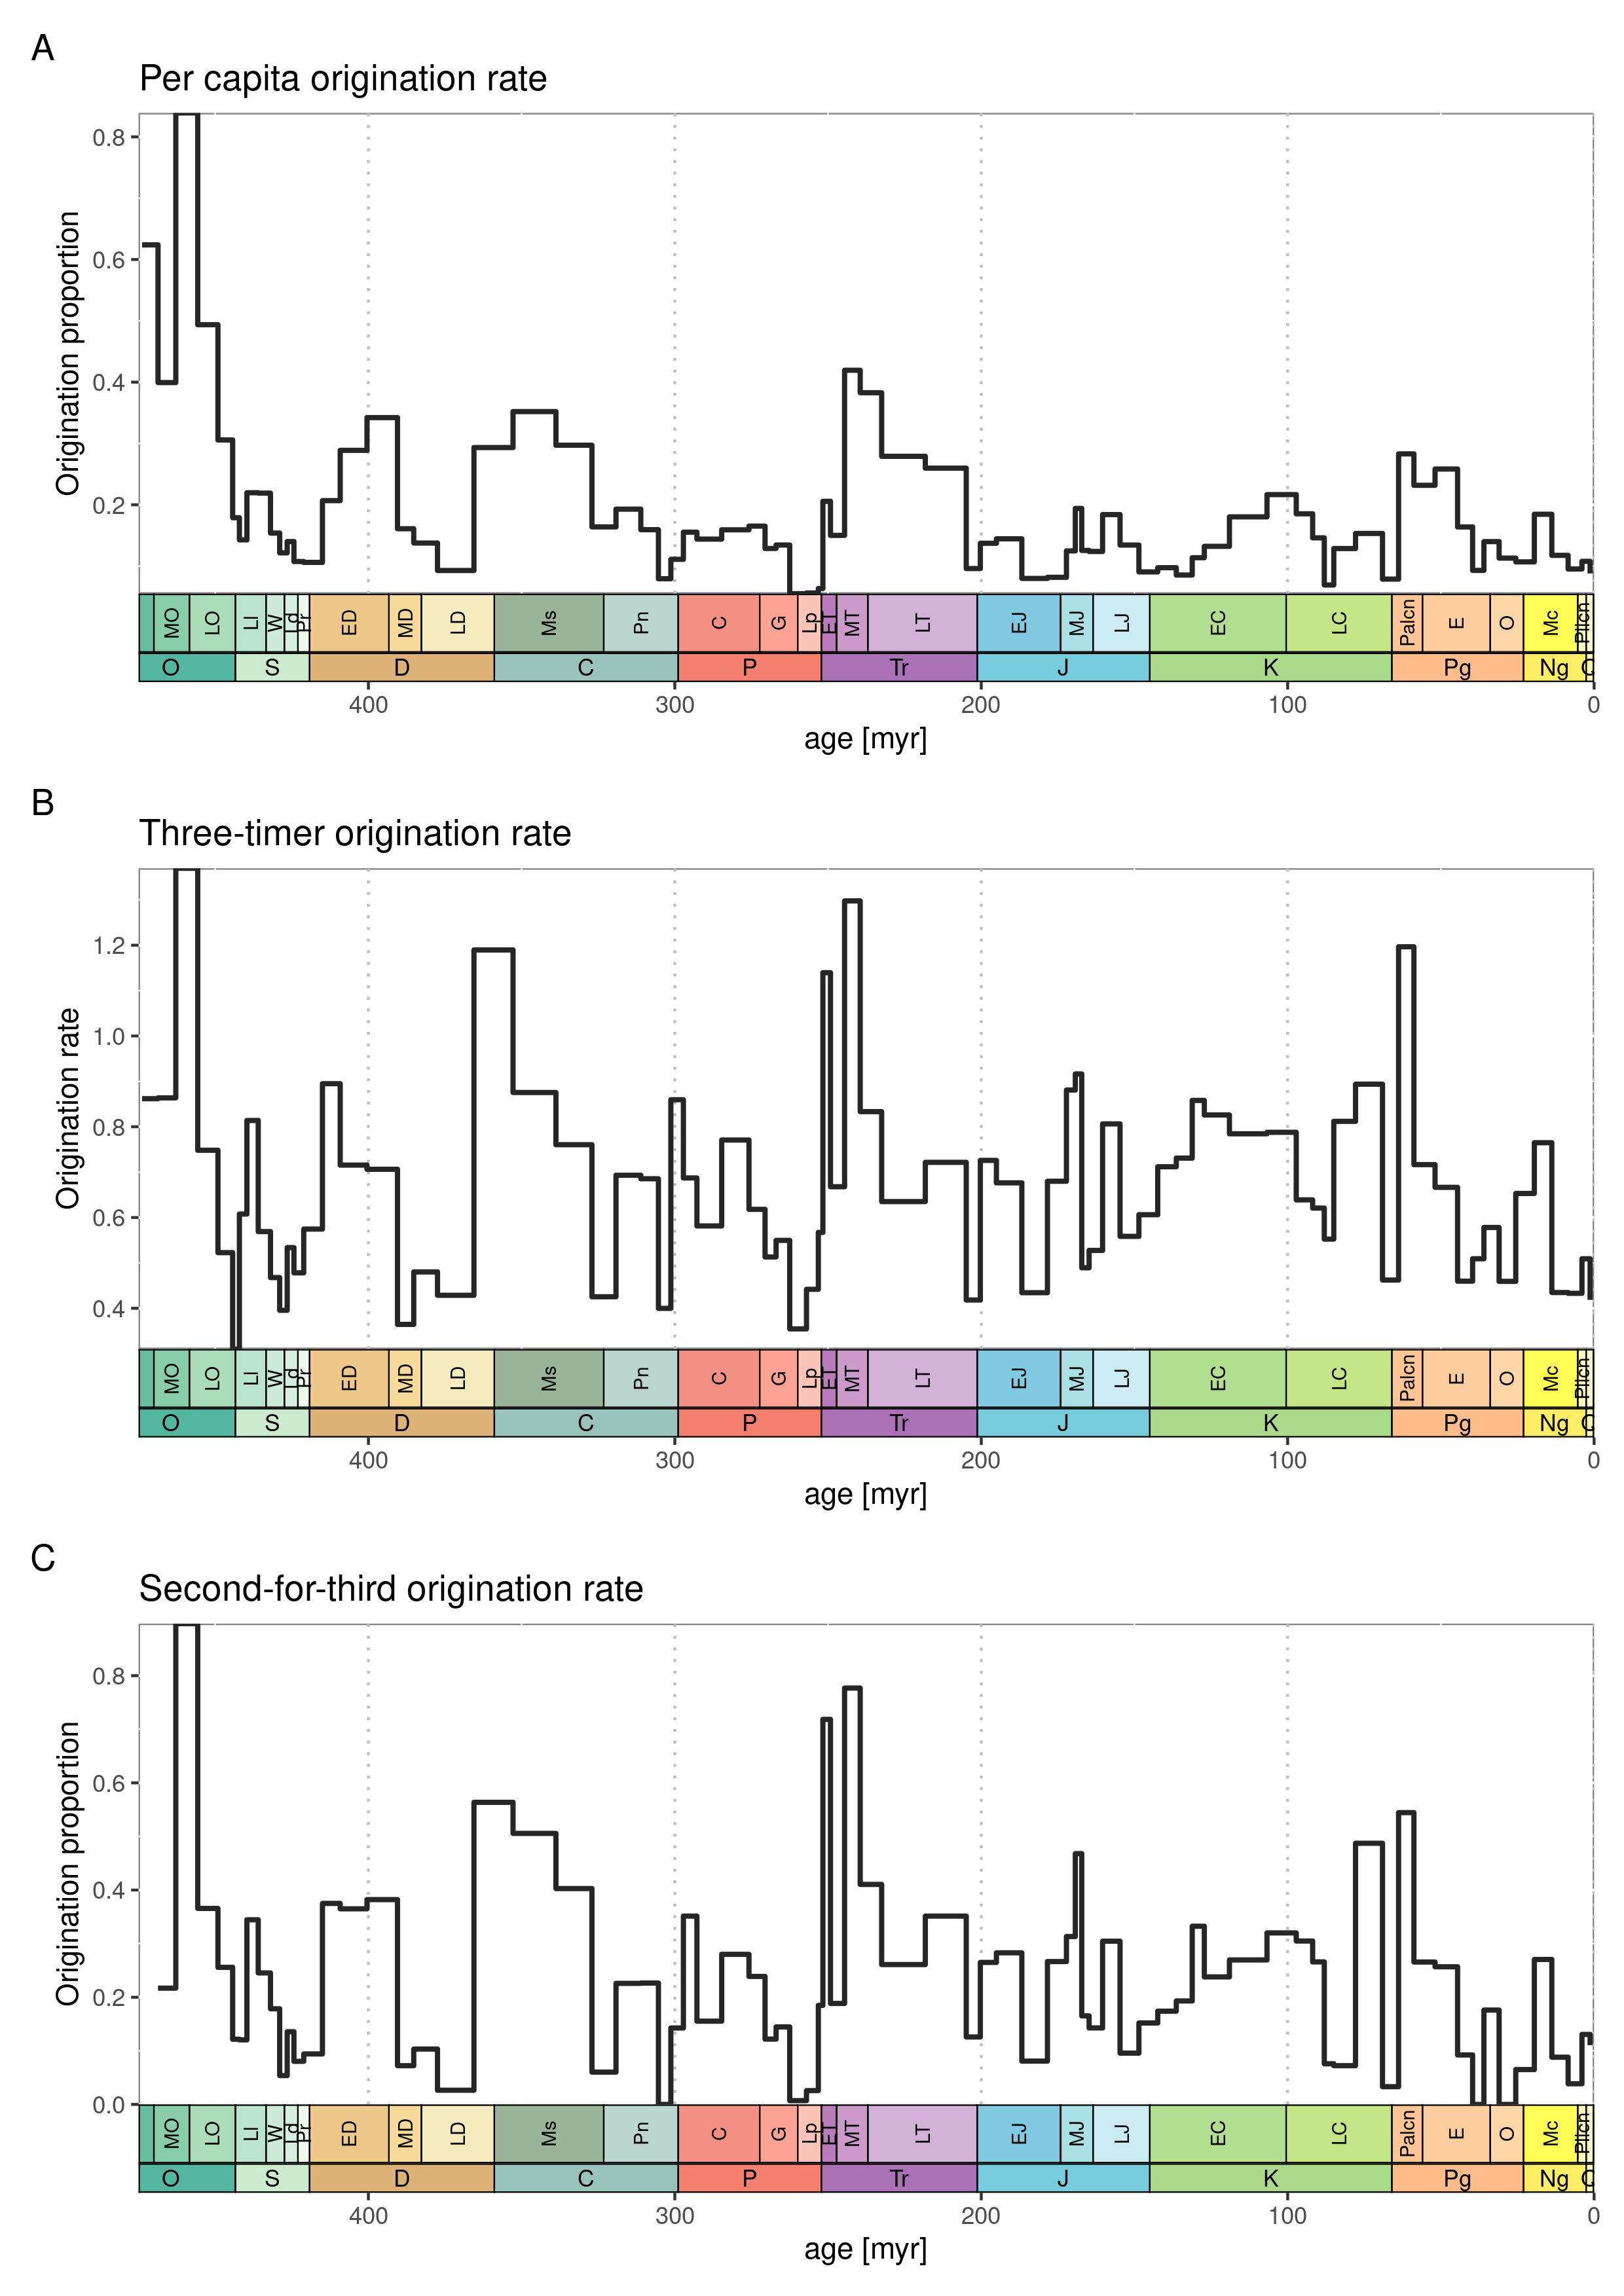 A
Per capita origination rate
Origination proportion
0.8
0.6
0.4
0.2
MO LO Ll W Ld Pr ED MD LD Ms Pn C G Lp ET MT LT EJ MJ LJ EC LC Palcn E O Mc Plicn
O S D C P Tr J K Pg Ng Q
400 300 200 100 0
age [myr]
B
Three-timer origination rate
Origination rate
1.2
1.0
0.8
0.6
0.4
MO LO Ll W Ld Pr ED MD LD Ms Pn C G Lp ET MT LT EJ MJ LJ EC LC Palcn E O Mc Plicn
O S D C P Tr J K Pg Ng Q
400 300 200 100 0
age [myr]
C
Second-for-third origination rate
Origination proportion
0.8
0.6
0.4
0.2
0.0
MO LO Ll W Ld Pr ED MD LD Ms Pn C G Lp ET MT LT EJ MJ LJ EC LC Palcn E O Mc Plicn
O S D C P Tr J K Pg Ng Q
400 300 200 100 0
age [myr]